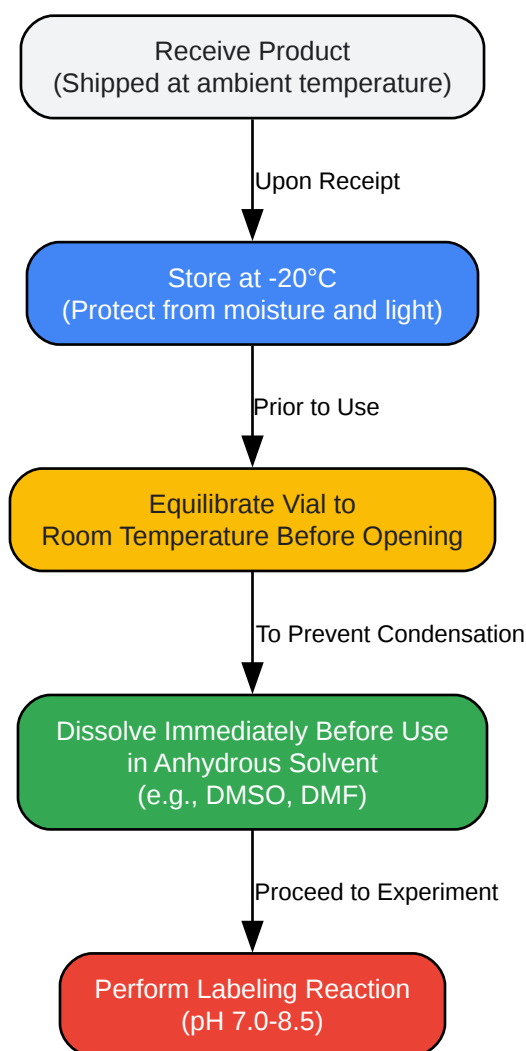 Receive Product
(Shipped at ambient temperature)
Upon Receipt
Store at -20°C
(Protect from moisture and light)
Prior to Use
Equilibrate Vial to
Room Temperature Before Opening
To Prevent Condensation
Dissolve Immediately Before Use
in Anhydrous Solvent
(e.g., DMSO, DMF)
Proceed to Experiment
Perform Labeling Reaction
(pH 7.0-8.5)